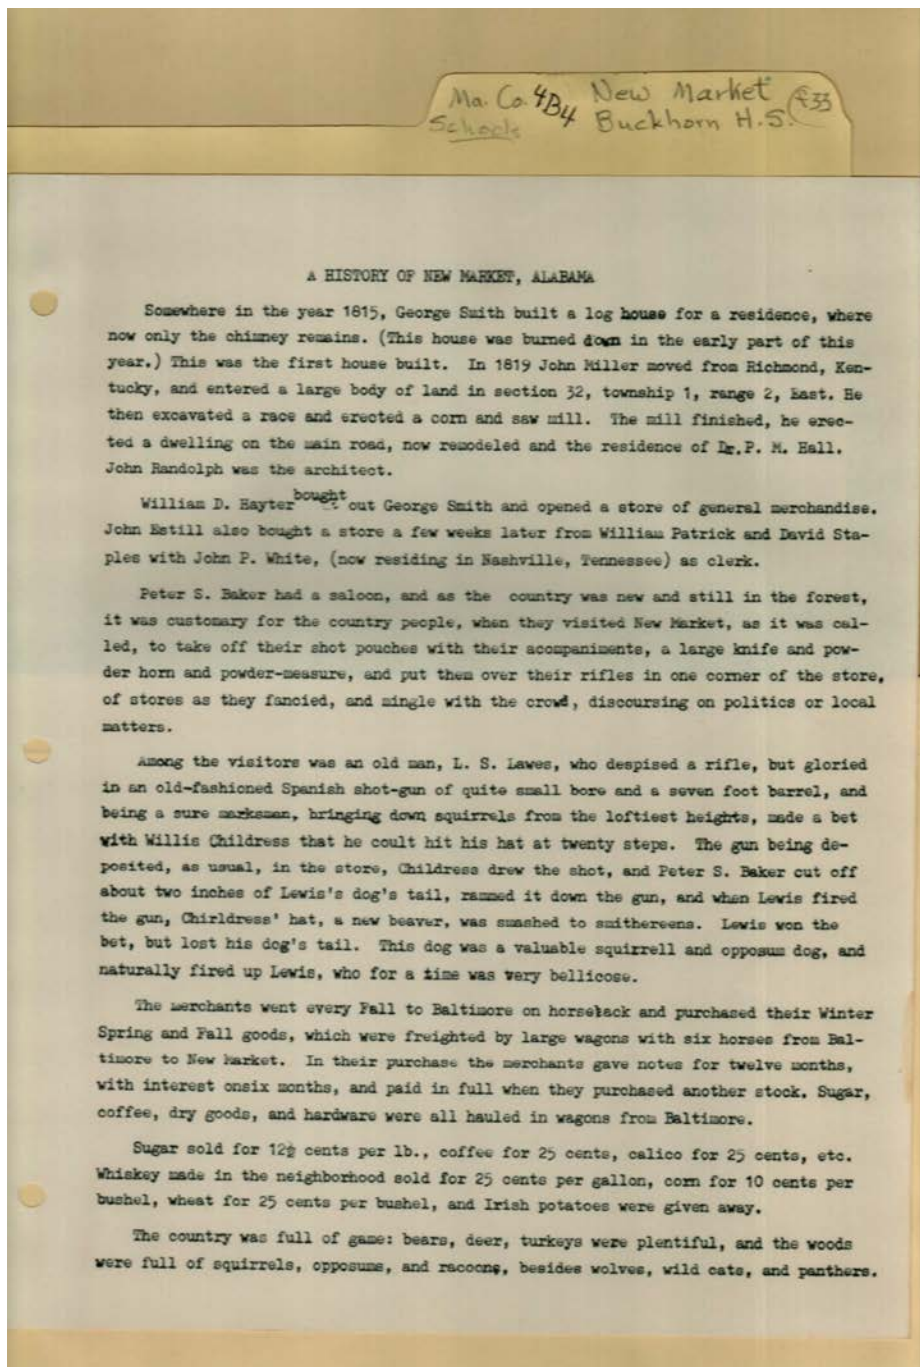 Ma. Co. 4B4 New Market
Schools Buckhorn H.S.
A HISTORY OF NEW MARKET, ALABAMA
Somewhere in the year 1815, George Smith built a log house for a residence, where
now only the chimney remains. (This house was burned down in the early part of this
year.) This was the first house built. In 1819 John Miller moved from Richmond, Ken-
tucky, and entered a large body of land in section 32, township 1, range 2, East. He
then excavated a race and erected a corn and saw mill. The mill finished, he erec-
ted a dwelling on the main road, now remodeled and the residence of Dr.P. M. Hall.
John Randolph was the architect.
William D. Hayter bought out George Smith and opened a store of general merchandise.
John Estill also bought a store a few weeks later from William Patrick and David Sta-
ples with John P. White, (now residing in Nashville, Tennessee) as clerk.
Peter S. Baker had a saloon, and as the country was new and still in the forest,
it was customary for the country people, when they visited New Market, as it was cal-
led, to take off their shot pouches with their acompaniments, a large knife and pow-
der horn and powder-measure, and put them over their rifles in one corner of the store,
of stores as they fancied, and mingle with the crowd, discoursing on politics or local
matters.
Among the visitors was an old man, L. S. Lawes, who despised a rifle, but gloried
in an old-fashioned Spanish shot-gun of quite small bore and a seven foot barrel, and
being a sure marksman, bringing down squirrels from the loftiest heights, made a bet
with Willis Childress that he coult hit his hat at twenty steps. The gun being de-
posited, as usual, in the store, Childress drew the shot, and Peter S. Baker cut off
about two inches of Lewis's dog's tail, rammed it down the gun, and when Lewis fired
the gun, Chirldress' hat, a new beaver, was smashed to smithereens. Lewis won the
bet, but lost his dog's tail. This dog was a valuable squirrell and opposum dog, and
naturally fired up Lewis, who for a time was very bellicose.
The merchants went every Fall to Baltimore on horseback and purchased their Winter
Spring and Fall goods, which were freighted by large wagons with six horses from Bal-
timore to New Market. In their purchase the merchants gave notes for twelve months,
with interest onsix months, and paid in full when they purchased another stock. Sugar,
coffee, dry goods, and hardware were all hauled in wagons from Baltimore.
Sugar sold for 12½ cents per lb., coffee for 25 cents, calico for 25 cents, etc.
Whiskey made in the neighborhood sold for 25 cents per gallon, corn for 10 cents per
bushel, wheat for 25 cents per bushel, and Irish potatoes were given away.
The country was full of game: bears, deer, turkeys were plentiful, and the woods
were full of squirrels, opposums, and racoons, besides wolves, wild cats, and panthers.